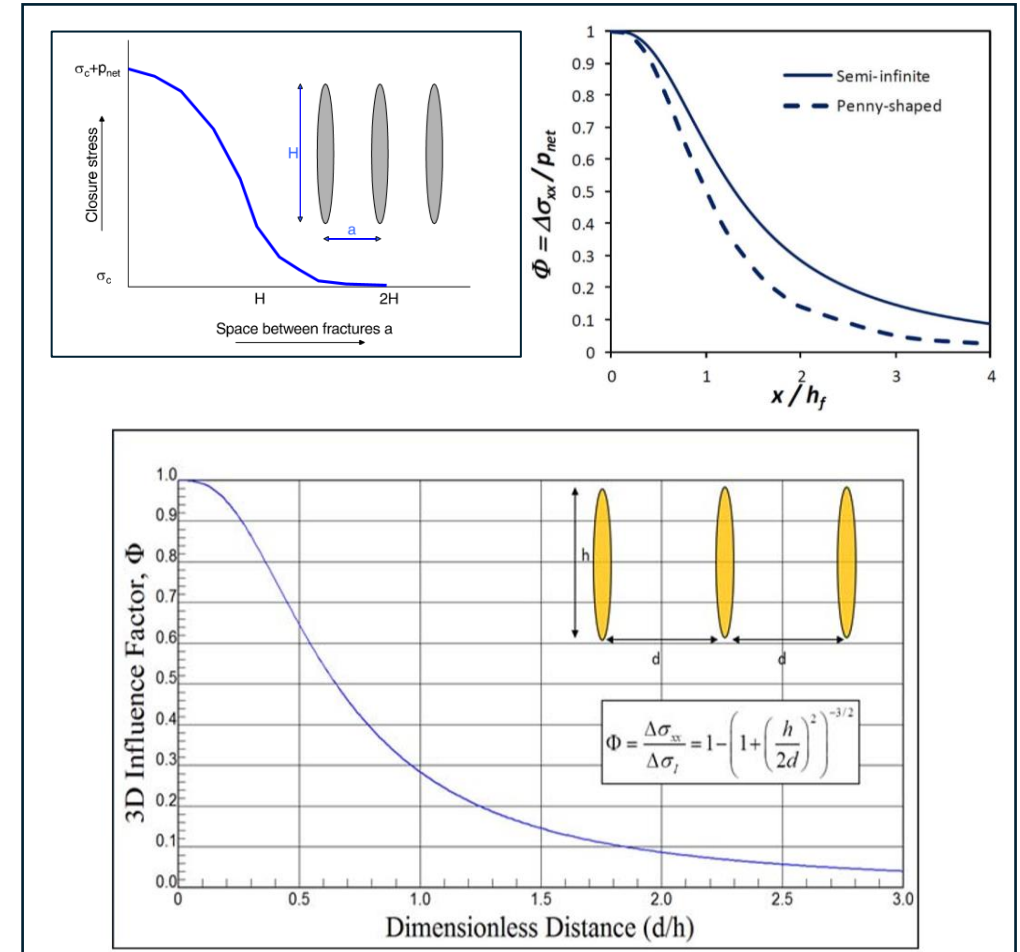 σc+pnet
Closure stress
H
a
σc
H 2H
Space between fractures a
1
0.9
0.8
0.7
0.6
0.5
0.4
0.3
0.2
0.1
0
Φ = Δσxx / pnet
Semi-infinite
Penny-shaped
0 1 2 3 4
x / hf
1.0
0.9
0.8
0.7
0.6
0.5
0.4
0.3
0.2
0.1
0.0
3D Influence Factor, Φ
h
d d
Φ = Δσxx / ΔσI = 1−(1+(h/2d)²)^−3/2
0 0.5 1.0 1.5 2.0 2.5 3.0
Dimensionless Distance (d/h)